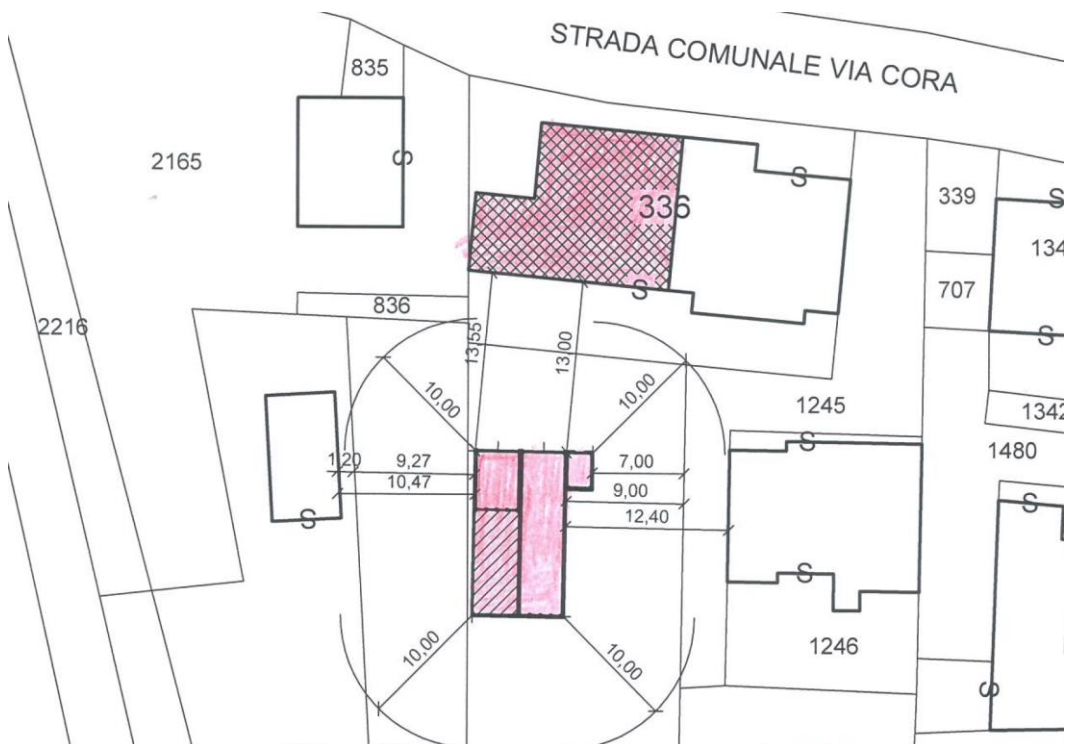 STRADA COMUNALE VIA CORA
835
S
2165
S
S
336
339
134
S
707
836
2216
S
S
13,55
13,00
10,00
10,00
1245
1342
S
1480
1,20
9,27
7,00
10,47
9,00
S
12,40
S
S
10,00
10,00
1246
S